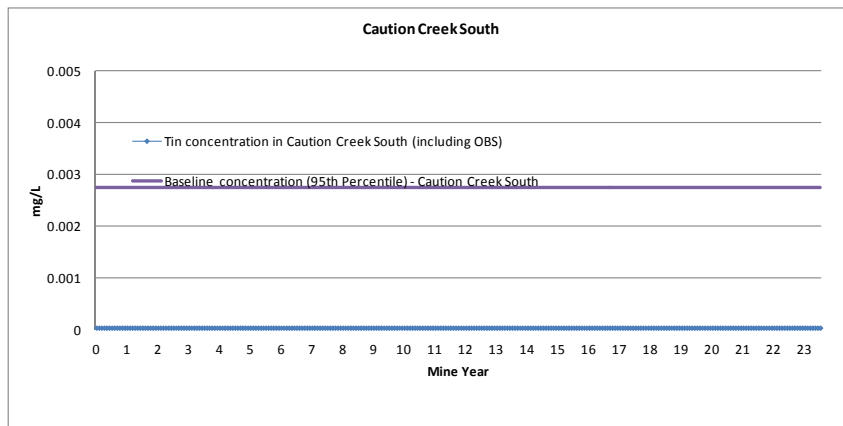 Caution Creek South
0.005
0.004
Tin concentration in Caution Creek South (including OBS)
0.003
Baseline concentration (95th Percentile) - Caution Creek South
mg/L
0.002
0.001
0
0 1 2 3 4 5 6 7 8 9 10 11 12 13 14 15 16 17 18 19 20 21 22 23
Mine Year